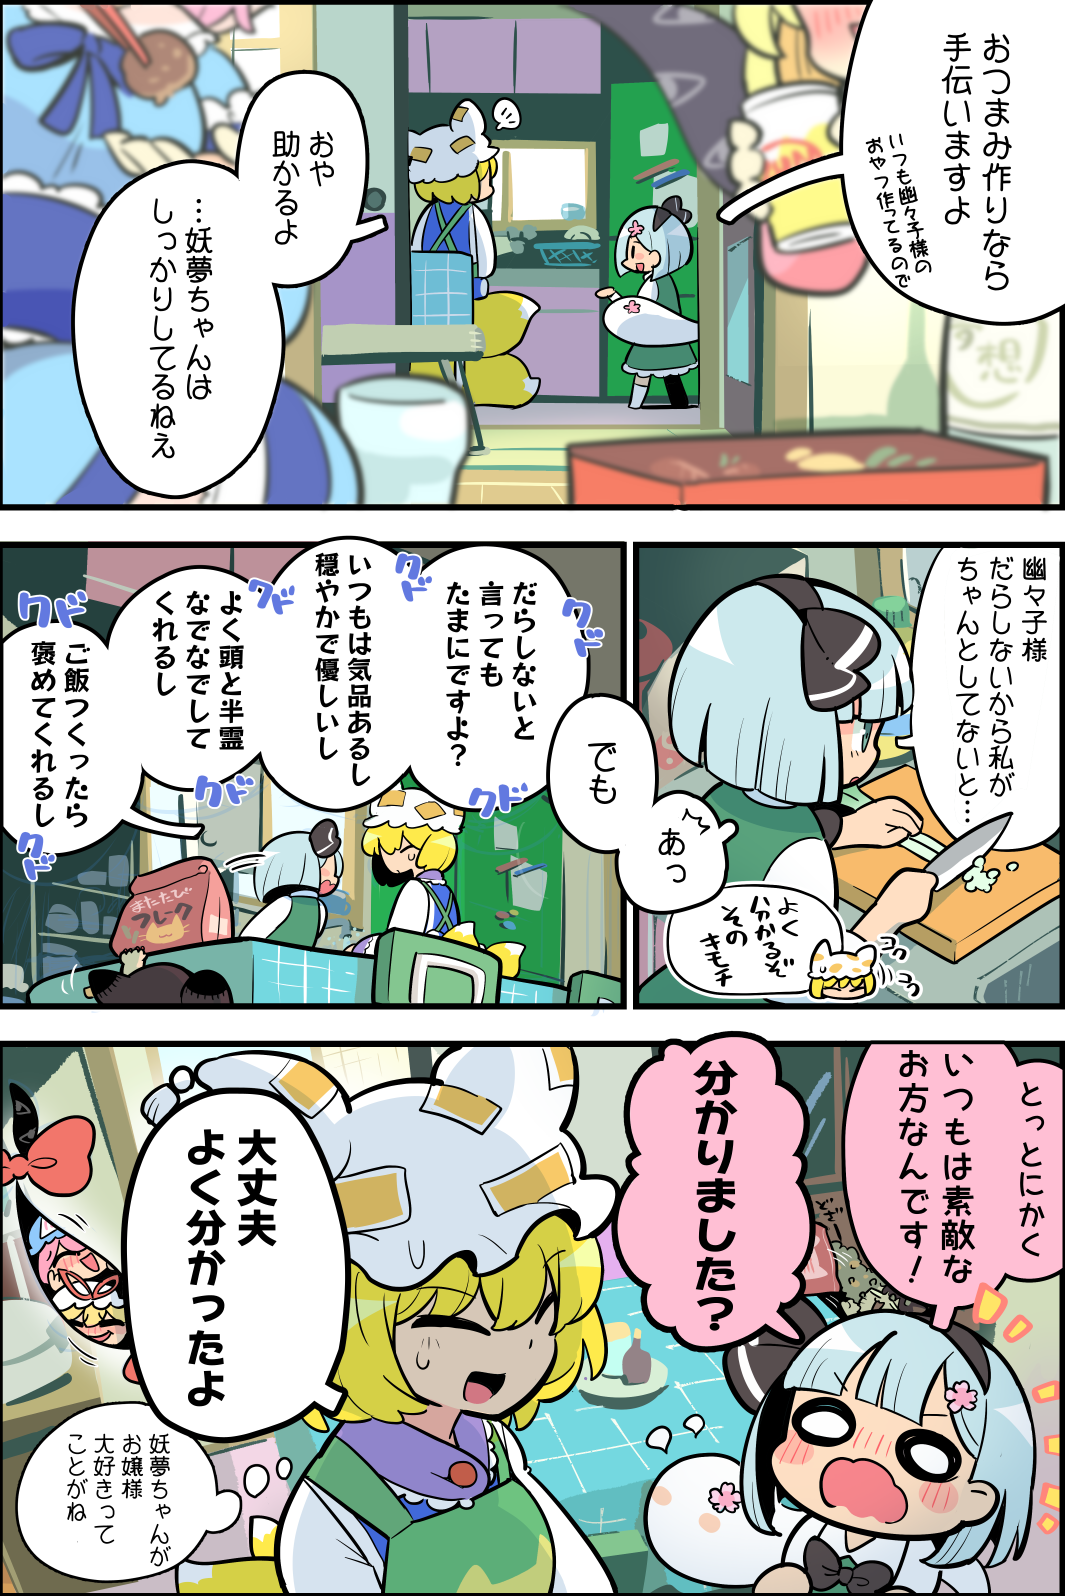 おつまみ作りなら
手伝いますよ
いつも幽々子様の
おやつ作ってるので
おや
助かるよ
…妖夢ちゃんは
しっかりしてるねえ
想
幽々子様
だらしないから私が
ちゃんとしてないと…
あっ
よく
分かるぞ
その
キモチ
コク
コク
でも
だらしないと
言っても
たまにですよ?
いつもは気品あるし
穏やかで優しいし
よく頭と半霊
なでなでして
くれるし
ご飯つくったら
褒めてくれるし
クド
クド
クド
クド
クド
クド
クド
またたび
フレーク
とっとにかく
いつもは素敵な
お方なんです!
分かりました?
どさ
大丈夫
よく分かったよ
妖夢ちゃんが
お嬢様
大好きって
ことがね